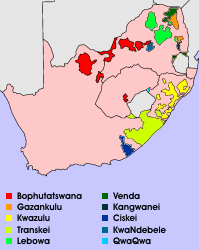 Bophutatswana
Gazankulu
Kwazulu
Transkei
Lebowa
Venda
Kangwanei
Ciskei
KwaNdebele
QwaQwa